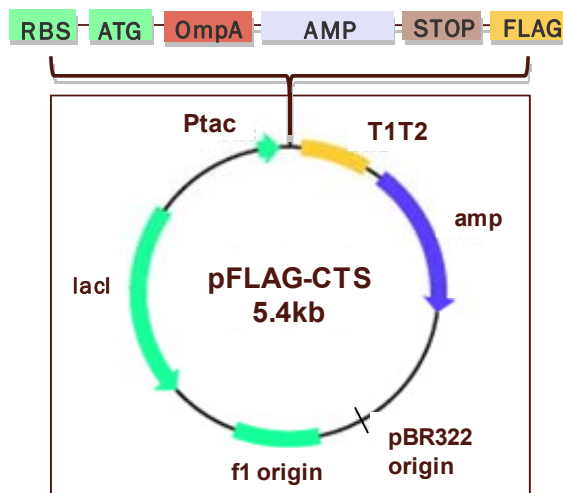 RBS ATG OmpA AMP STOP FLAG
Ptac
T1T2
amp
lacI
pFLAG-CTS
5.4kb
pBR322
origin
f1 origin